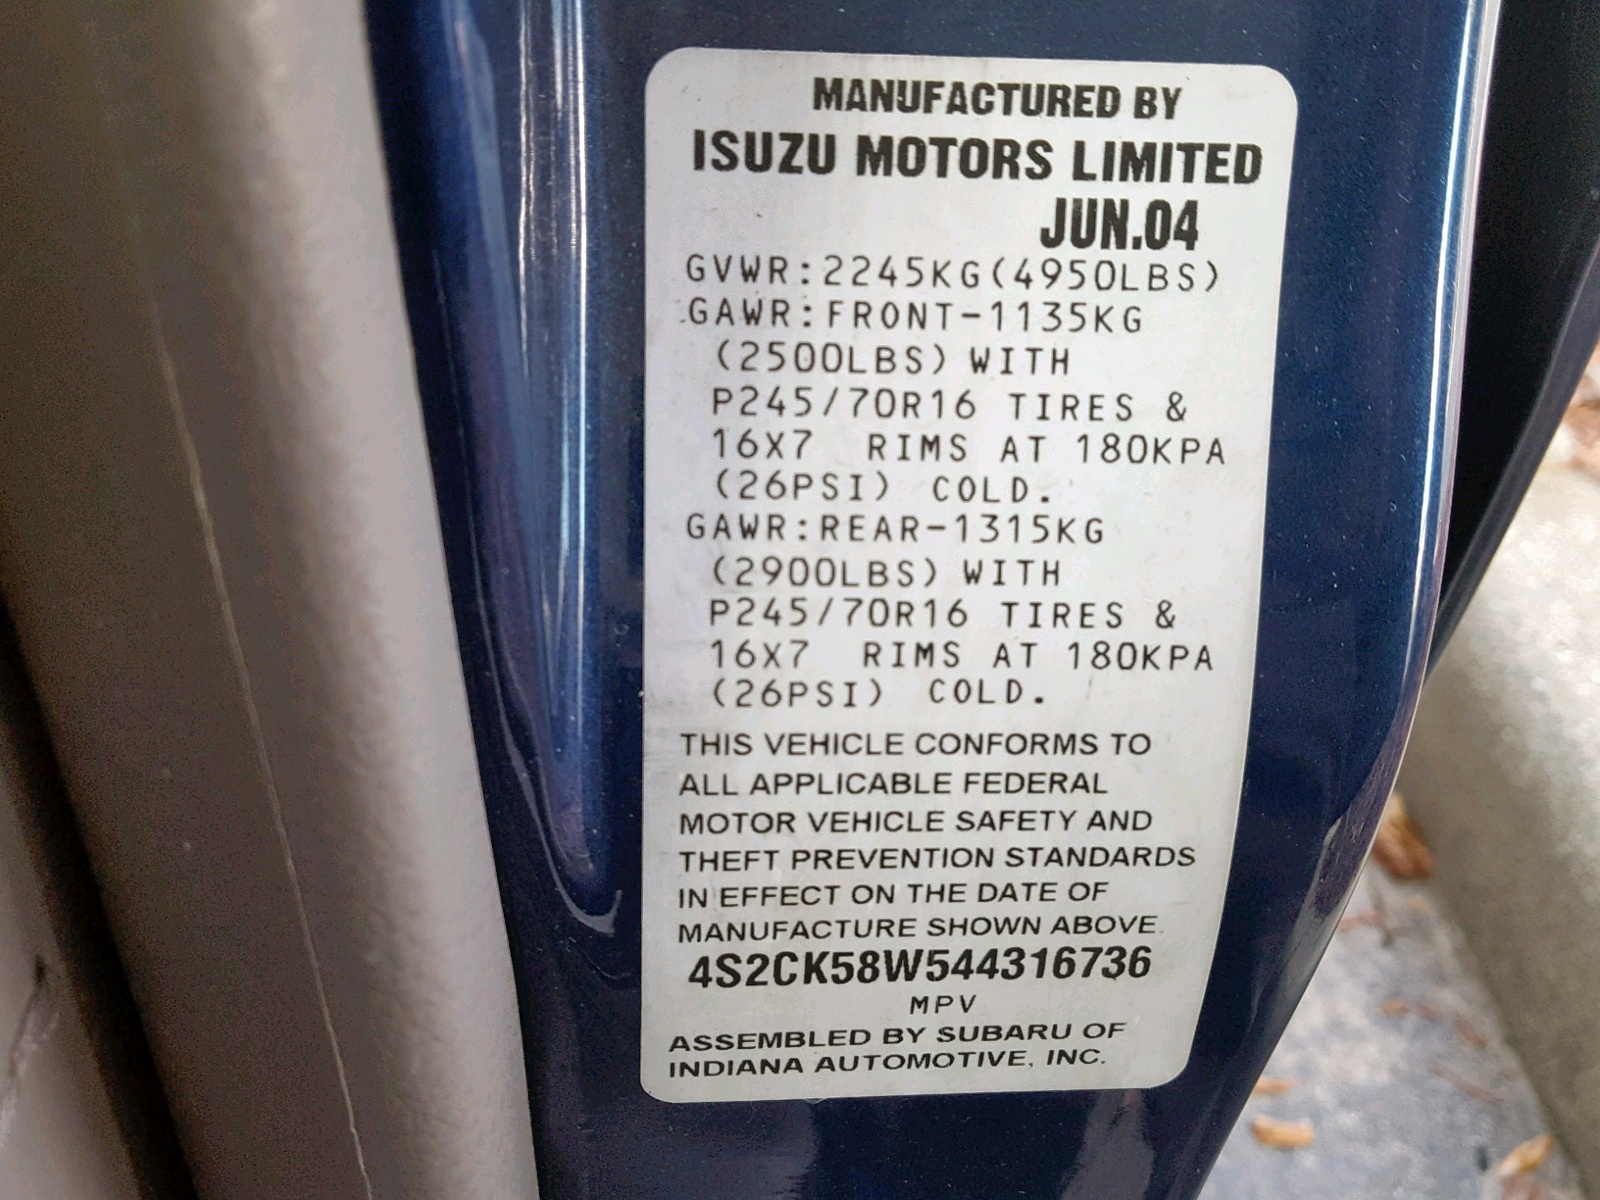 MANUFACTURED BY
ISUZU MOTORS LIMITED
JUN.04
GVWR:2245KG(4950LBS)
GAWR:FRONT-1135KG
(2500LBS) WITH
P245/70R16 TIRES &
16X7 RIMS AT 180KPA
(26PSI) COLD.
GAWR:REAR-1315KG
(2900LBS) WITH
P245/70R16 TIRES &
16X7 RIMS AT 180KPA
(26PSI) COLD.
THIS VEHICLE CONFORMS TO
ALL APPLICABLE FEDERAL
MOTOR VEHICLE SAFETY AND
THEFT PREVENTION STANDARDS
IN EFFECT ON THE DATE OF
MANUFACTURE SHOWN ABOVE.
4S2CK58W544316736
MPV
ASSEMBLED BY SUBARU OF
INDIANA AUTOMOTIVE, INC.